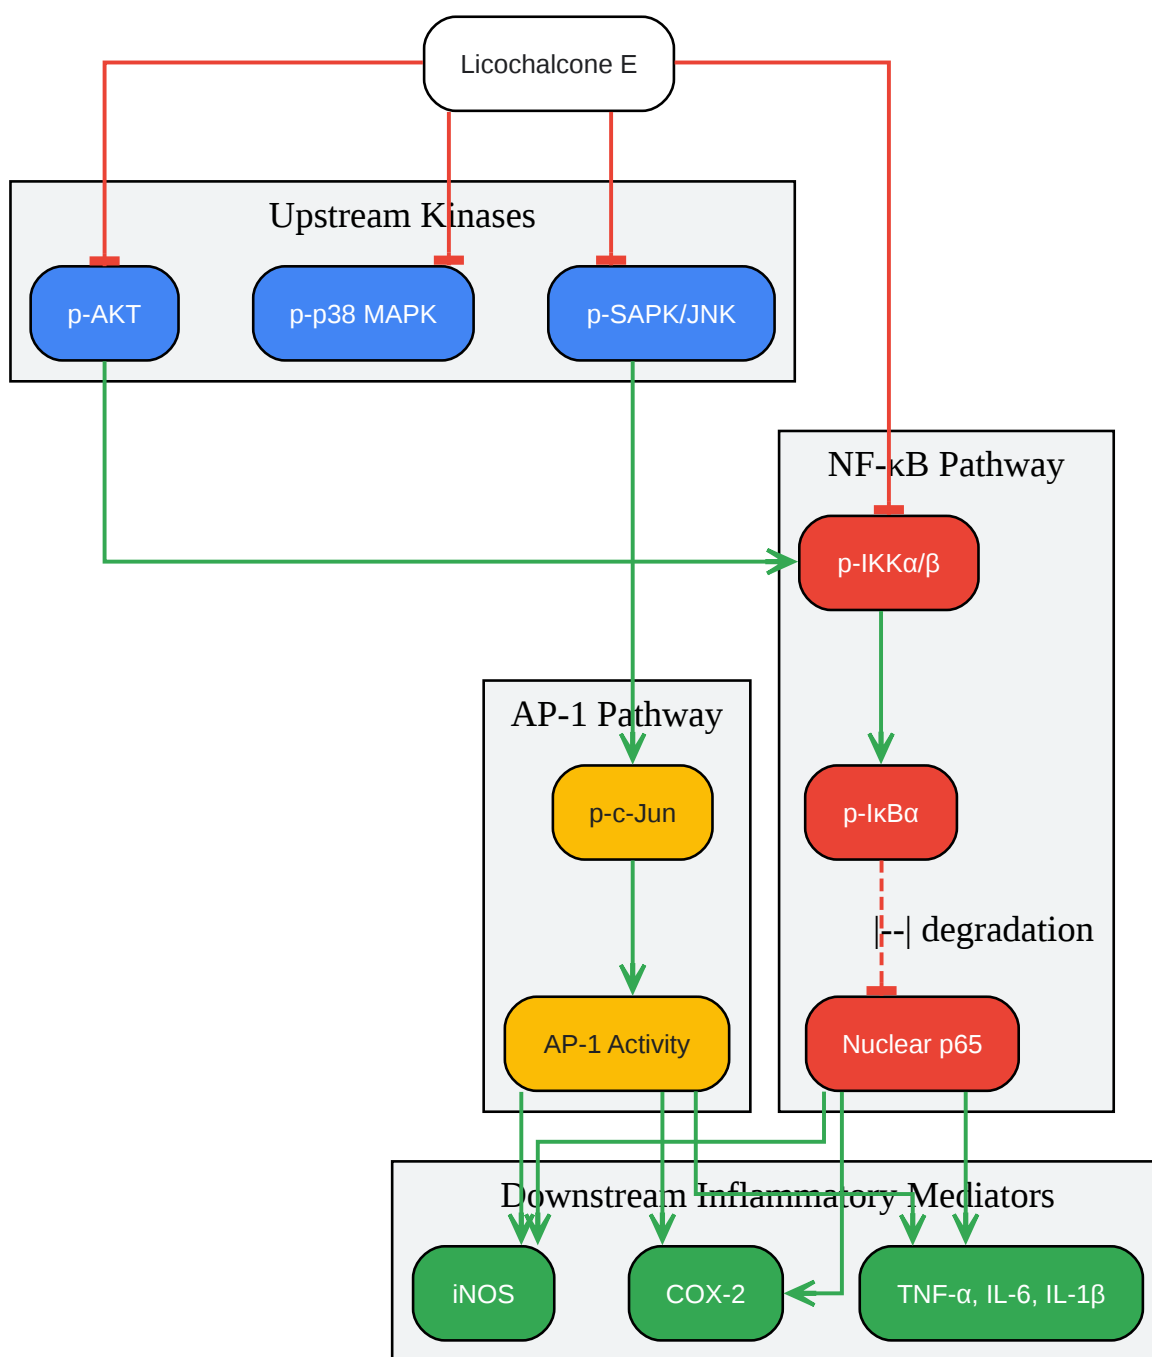 Licochalcone E
Upstream Kinases
p-AKT
p-p38 MAPK
p-SAPK/JNK
NF-κB Pathway
p-IKKα/β
AP-1 Pathway
p-c-Jun
p-IκBα
|--| degradation
AP-1 Activity
Nuclear p65
Downstream Inflammatory Mediators
iNOS
COX-2
TNF-α, IL-6, IL-1β